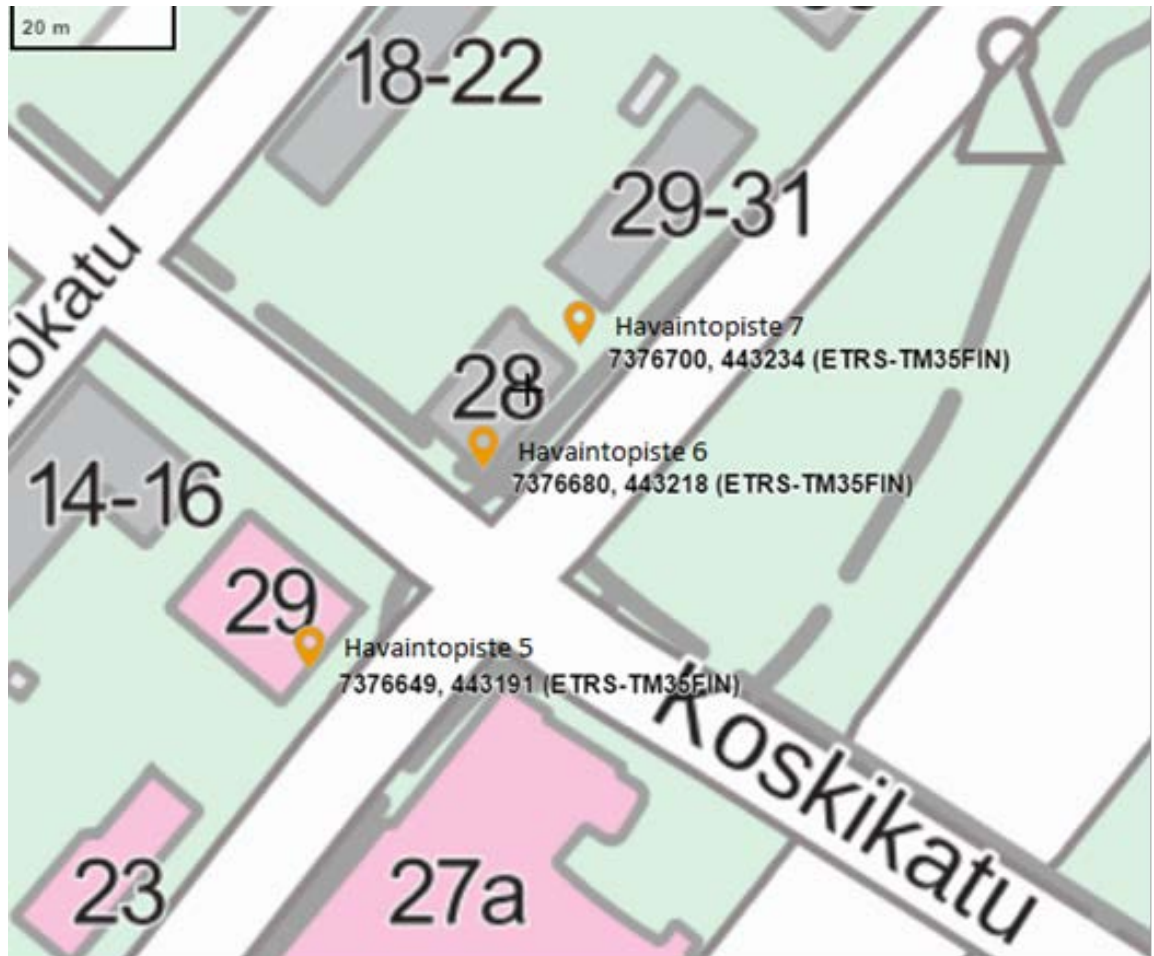 20 m
18-22
29-31
Havaintopiste 7
7376700, 443234 (ETRS-TM35FIN)
28
Havaintopiste 6
7376680, 443218 (ETRS-TM35FIN)
14-16
29
Havaintopiste 5
7376649, 443191 (ETRS-TM35FIN)
Koskikatu
23
27a